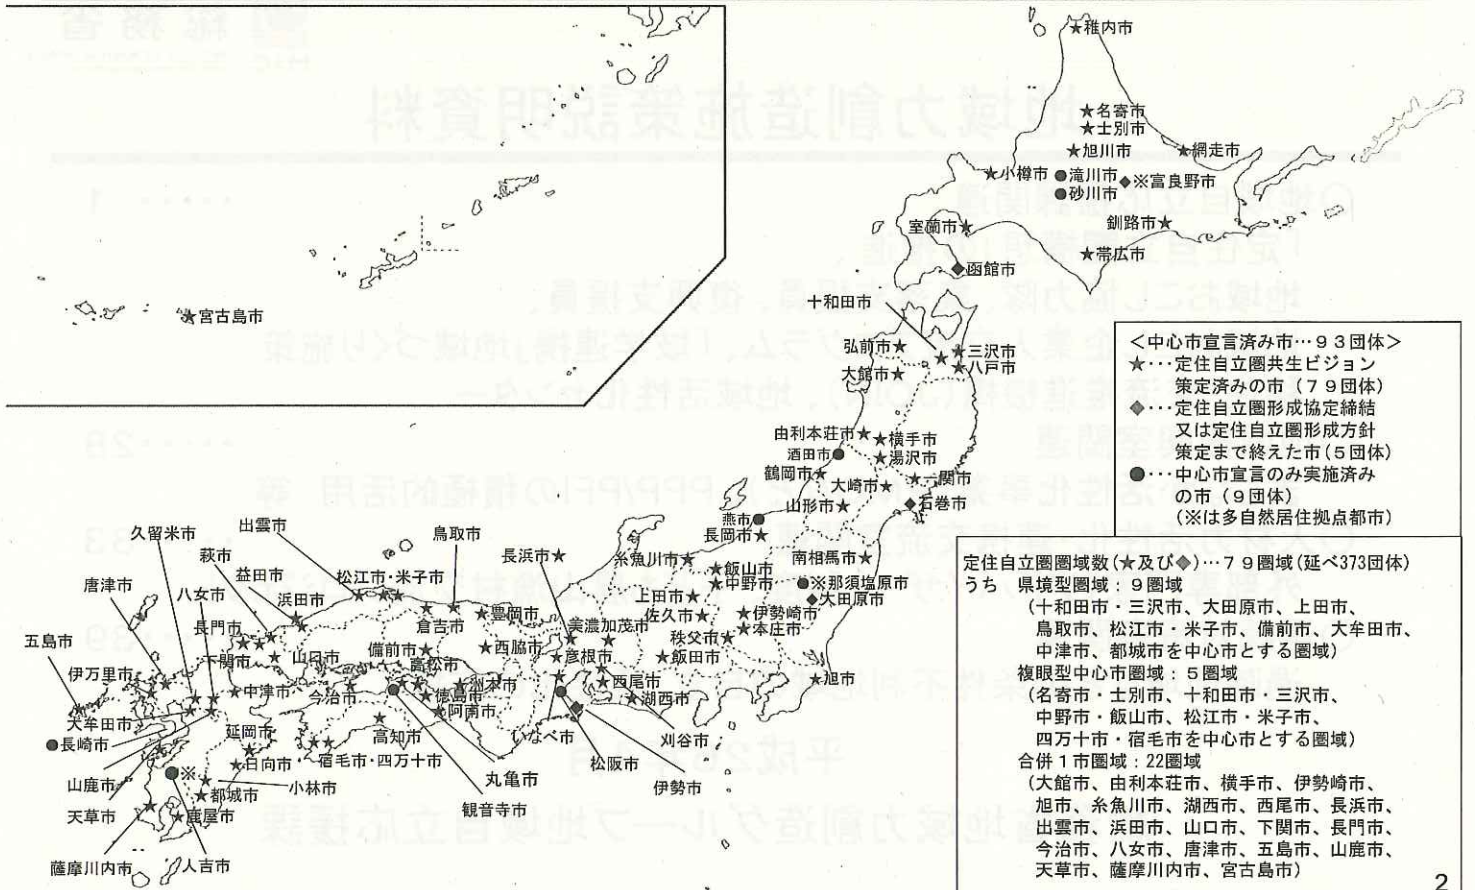 稚内市
名寄市
士別市
旭川市
網走市
小樽市
滝川市
※富良野市
砂川市
室蘭市
釧路市
帯広市
函館市
宮古島市
十和田市
弘前市
三沢市
大館市
八戸市
由利本荘市
横手市
酒田市
湯沢市
鶴岡市
大崎市
一関市
山形市
石巻市
燕市
長岡市
南相馬市
糸魚川市
飯山市
中野市
※那須塩原市
大田原市
上田市
佐久市
伊勢崎市
本庄市
秩父市
飯田市
旭市
久留米市
出雲市
鳥取市
長浜市
萩市
益田市
松江市・米子市
唐津市
八女市
浜田市
長門市
倉吉市
豊岡市
美濃加茂市
五島市
下関市
山口市
備前市
西脇市
彦根市
伊万里市
高松市
西尾市
中津市
今治市
徳島市
湖西市
大牟田市
阿南市
長崎市
延岡市
高知市
いなべ市
刈谷市
日向市
宿毛市・四万十市
※
丸亀市
松阪市
伊勢市
山鹿市
小林市
都城市
観音寺市
天草市
鹿屋市
薩摩川内市
人吉市
<中心市宣言済み市…93団体>
★･･･定住自立圏共生ビジョン
策定済みの市(79団体)
◆･･･定住自立圏形成協定締結
又は定住自立圏形成方針
策定まで終えた市(5団体)
●･･･中心市宣言のみ実施済み
の市(9団体)
(※は多自然居住拠点都市)
定住自立圏圏域数(★及び◆)…79圏域(延べ373団体)
うち 県境型圏域:9圏域
(十和田市・三沢市、大田原市、上田市、
鳥取市、松江市・米子市、備前市、大牟田市、
中津市、都城市を中心とする圏域)
複眼型中心市圏域:5圏域
(名寄市・士別市、十和田市・三沢市、
中野市・飯山市、松江市・米子市、
四万十市・宿毛市を中心市とする圏域)
合併1市圏域:22圏域
(大館市、由利本荘市、横手市、伊勢崎市、
旭市、糸魚川市、湖西市、西尾市、長浜市、
出雲市、浜田市、山口市、下関市、長門市、
今治市、八女市、唐津市、五島市、山鹿市、
天草市、薩摩川内市、宮古島市)
2